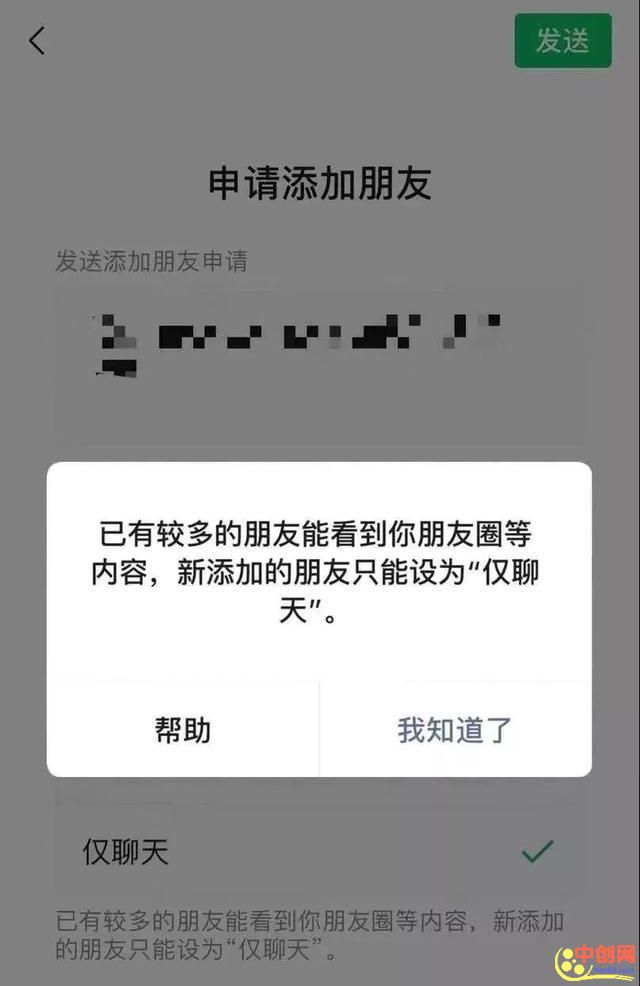 发送
申请添加朋友
发送添加朋友申请
已有较多的朋友能看到你朋友圈等
内容，新添加的朋友只能设为“仅聊
天”。
帮助
我知道了
仅聊天
已有较多的朋友能看到你朋友圈等内容，新添加
的朋友只能设为“仅聊天”。
中创网